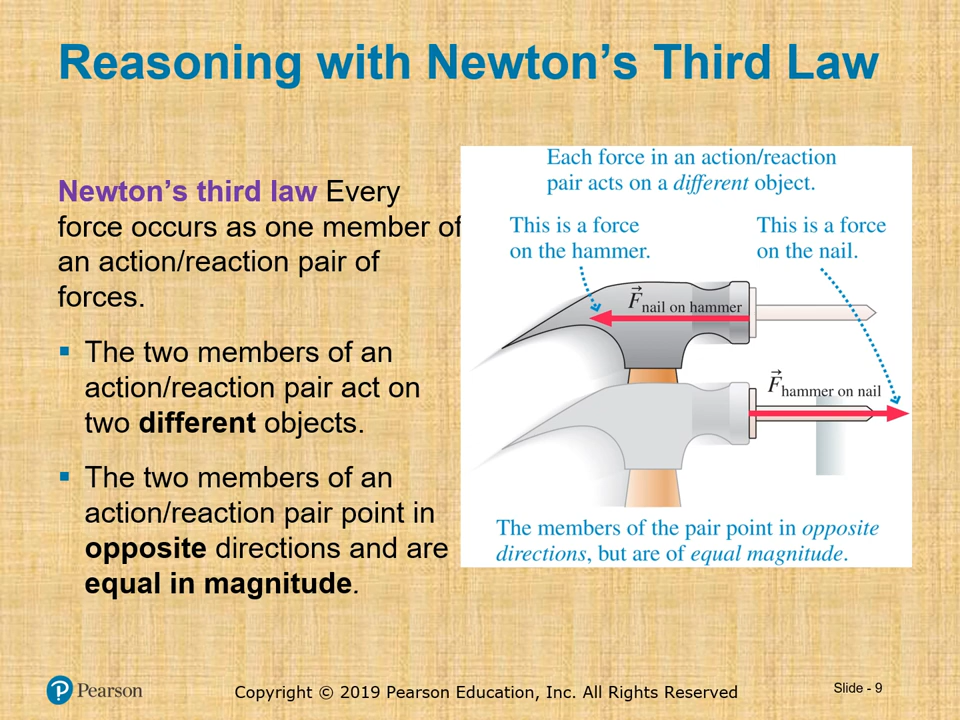 Reasoning with Newton's Third Law
Newton's third law Every
force occurs as one member of
an action/reaction pair of
forces.
▪ The two members of an
action/reaction pair act on
two different objects.
▪ The two members of an
action/reaction pair point in
opposite directions and are
equal in magnitude.
Each force in an action/reaction
pair acts on a different object.
This is a force
on the hammer.
This is a force
on the nail.
F⃗nail on hammer
F⃗hammer on nail
The members of the pair point in opposite
directions, but are of equal magnitude.
P Pearson
Copyright © 2019 Pearson Education, Inc. All Rights Reserved
Slide - 9